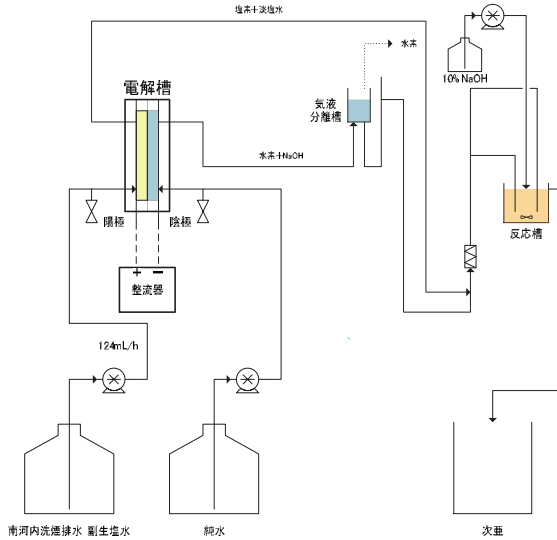 塩素＋淡塩水
水素
10% NaOH
電解槽
気液
分離槽
水素＋NaOH
陽極
陰極
反応槽
＋ －
整流器
124mL/h
南河内洗煙排水 副生塩水
純水
次亜